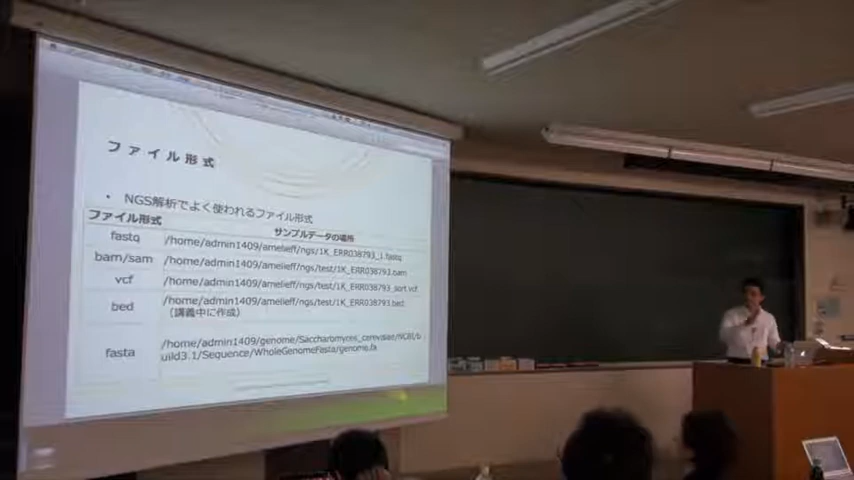 ファイル形式
・ NGS解析でよく使われるファイル形式
ファイル形式 サンプルデータの場所
fastq /home/admin1409/amelieff/ngs/1K_ERR038793_1.fastq
bam/sam /home/admin1409/amelieff/ngs/test/1K_ERR038793.bam
vcf /home/admin1409/amelieff/ngs/test/1K_ERR038793_sort.vcf
bed /home/admin1409/amelieff/ngs/test/1K_ERR038793.bed
（講義中に作成）
fasta /home/admin1409/genome/Saccharomyces_cerevisiae/NCBI/b
uild3.1/Sequence/WholeGenomeFasta/genome.fa